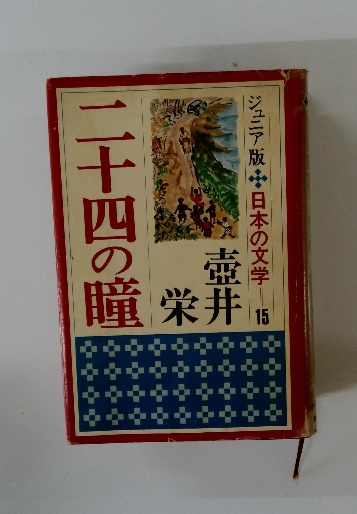 ジュニア版 日本の文学 15
壺井
栄
二十四の瞳